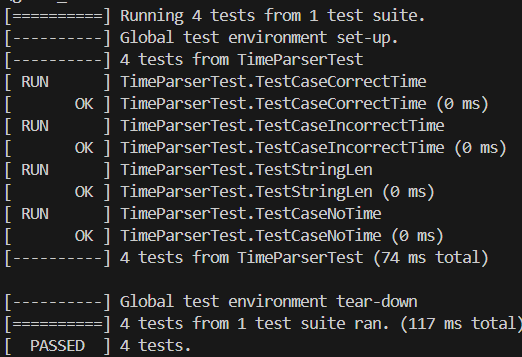 [==========] Running 4 tests from 1 test suite.
[----------] Global test environment set-up.
[----------] 4 tests from TimeParserTest
[ RUN      ] TimeParserTest.TestCaseCorrectTime
[       OK ] TimeParserTest.TestCaseCorrectTime (0 ms)
[ RUN      ] TimeParserTest.TestCaseIncorrectTime
[       OK ] TimeParserTest.TestCaseIncorrectTime (0 ms)
[ RUN      ] TimeParserTest.TestStringLen
[       OK ] TimeParserTest.TestStringLen (0 ms)
[ RUN      ] TimeParserTest.TestCaseNoTime
[       OK ] TimeParserTest.TestCaseNoTime (0 ms)
[----------] 4 tests from TimeParserTest (74 ms total)

[----------] Global test environment tear-down
[==========] 4 tests from 1 test suite ran. (117 ms total)
[  PASSED  ] 4 tests.